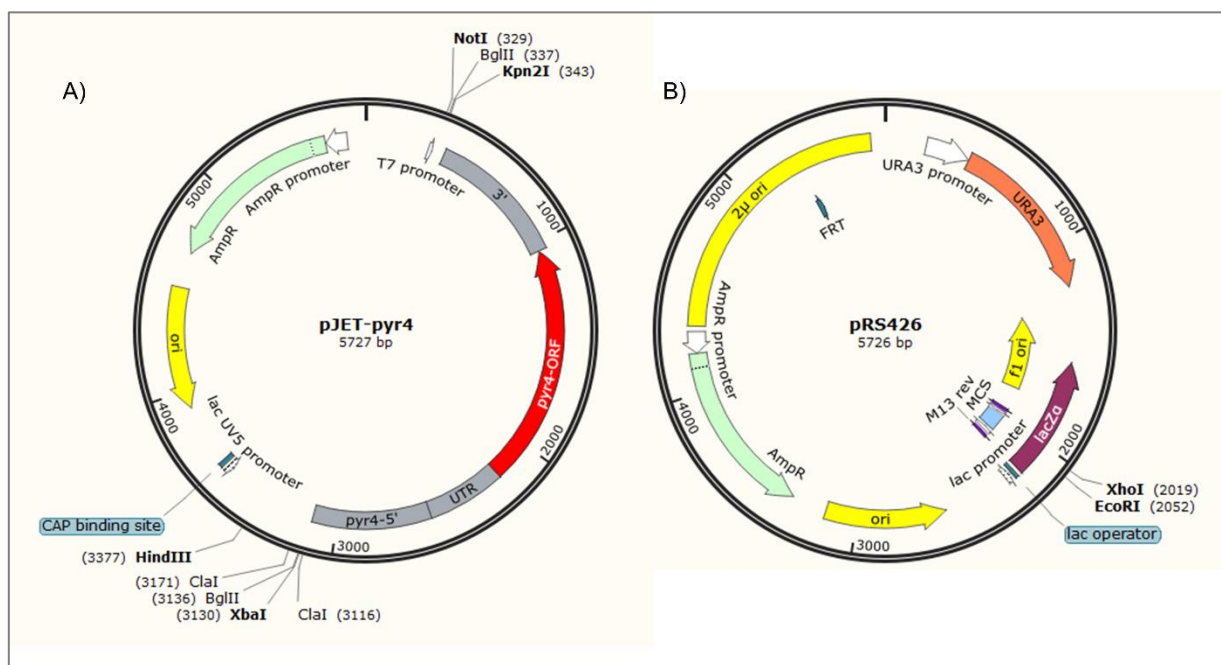 A)
NotI (329)
BglII (337)
Kpn2I (343)
AmpR promoter
AmpR
T7 promoter
3'
5000
1000
pJET-pyr4
5727 bp
ori
pyr4-ORF
4000
2000
lac UV5 promoter
UTR
pyr4-5'
3000
CAP binding site
(3377) HindIII
(3171) ClaI
(3136) BglII
(3130) XbaI
ClaI (3116)
B)
URA3 promoter
URA3
2μ ori
FRT
5000
1000
AmpR promoter
pRS426
5726 bp
f1 ori
M13 rev
MCS
lacZα
lac promoter
4000
2000
AmpR
ori
3000
XhoI (2019)
EcoRI (2052)
lac operator